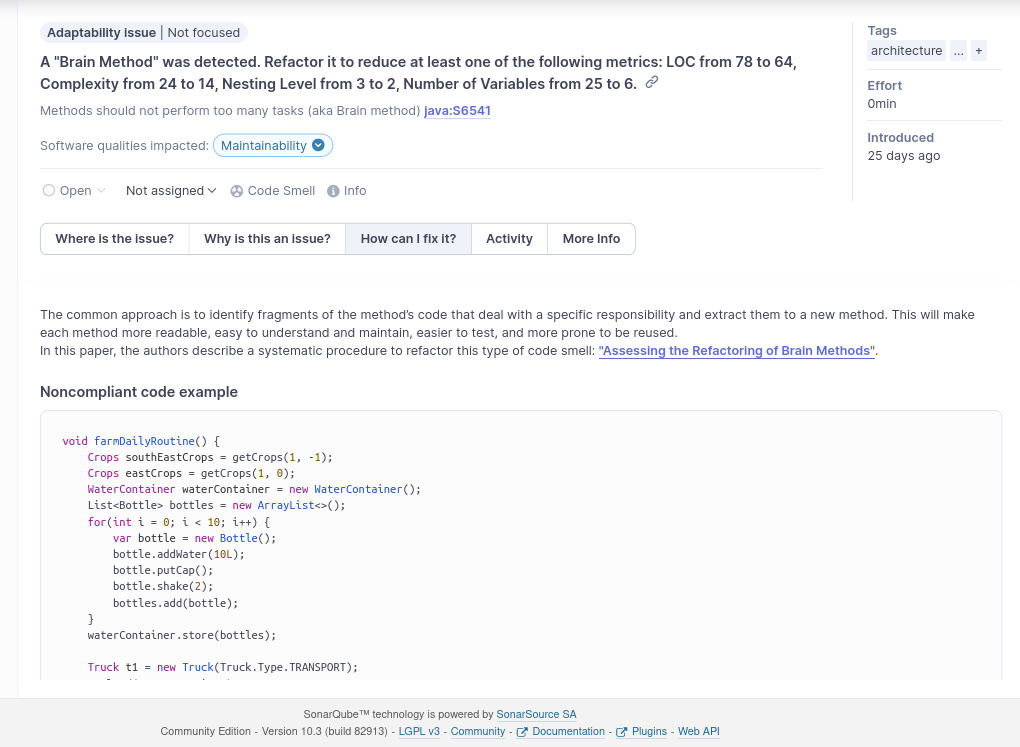 Adaptability issue | Not focused
A "Brain Method" was detected. Refactor it to reduce at least one of the following metrics: LOC from 78 to 64,
Complexity from 24 to 14, Nesting Level from 3 to 2, Number of Variables from 25 to 6.
Methods should not perform too many tasks (aka Brain method) java:S6541
Software qualities impacted: Maintainability
Open Not assigned Code Smell Info
Tags
architecture ... +
Effort
0min
Introduced
25 days ago
Where is the issue? Why is this an issue? How can I fix it? Activity More Info
The common approach is to identify fragments of the method's code that deal with a specific responsibility and extract them to a new method. This will make
each method more readable, easy to understand and maintain, easier to test, and more prone to be reused.
In this paper, the authors describe a systematic procedure to refactor this type of code smell: "Assessing the Refactoring of Brain Methods".
Noncompliant code example
void farmDailyRoutine() {
    Crops southEastCrops = getCrops(1, -1);
    Crops eastCrops = getCrops(1, 0);
    WaterContainer waterContainer = new WaterContainer();
    List<Bottle> bottles = new ArrayList<>();
    for(int i = 0; i < 10; i++) {
        var bottle = new Bottle();
        bottle.addWater(10L);
        bottle.putCap();
        bottle.shake(2);
        bottles.add(bottle);
    }
    waterContainer.store(bottles);
    Truck t1 = new Truck(Truck.Type.TRANSPORT);
SonarQube™ technology is powered by SonarSource SA
Community Edition - Version 10.3 (build 82913) - LGPL v3 - Community - Documentation - Plugins - Web API